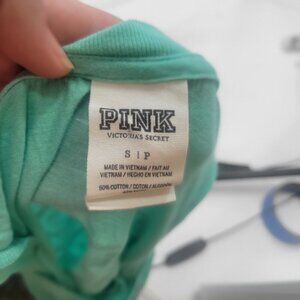 PINK
VICTORIA'S SECRET
S | P
MADE IN VIETNAM / FAIT AU
VIETNAM / HECHO EN VIETNAM
50% COTTON / COTON / ALGODÓN